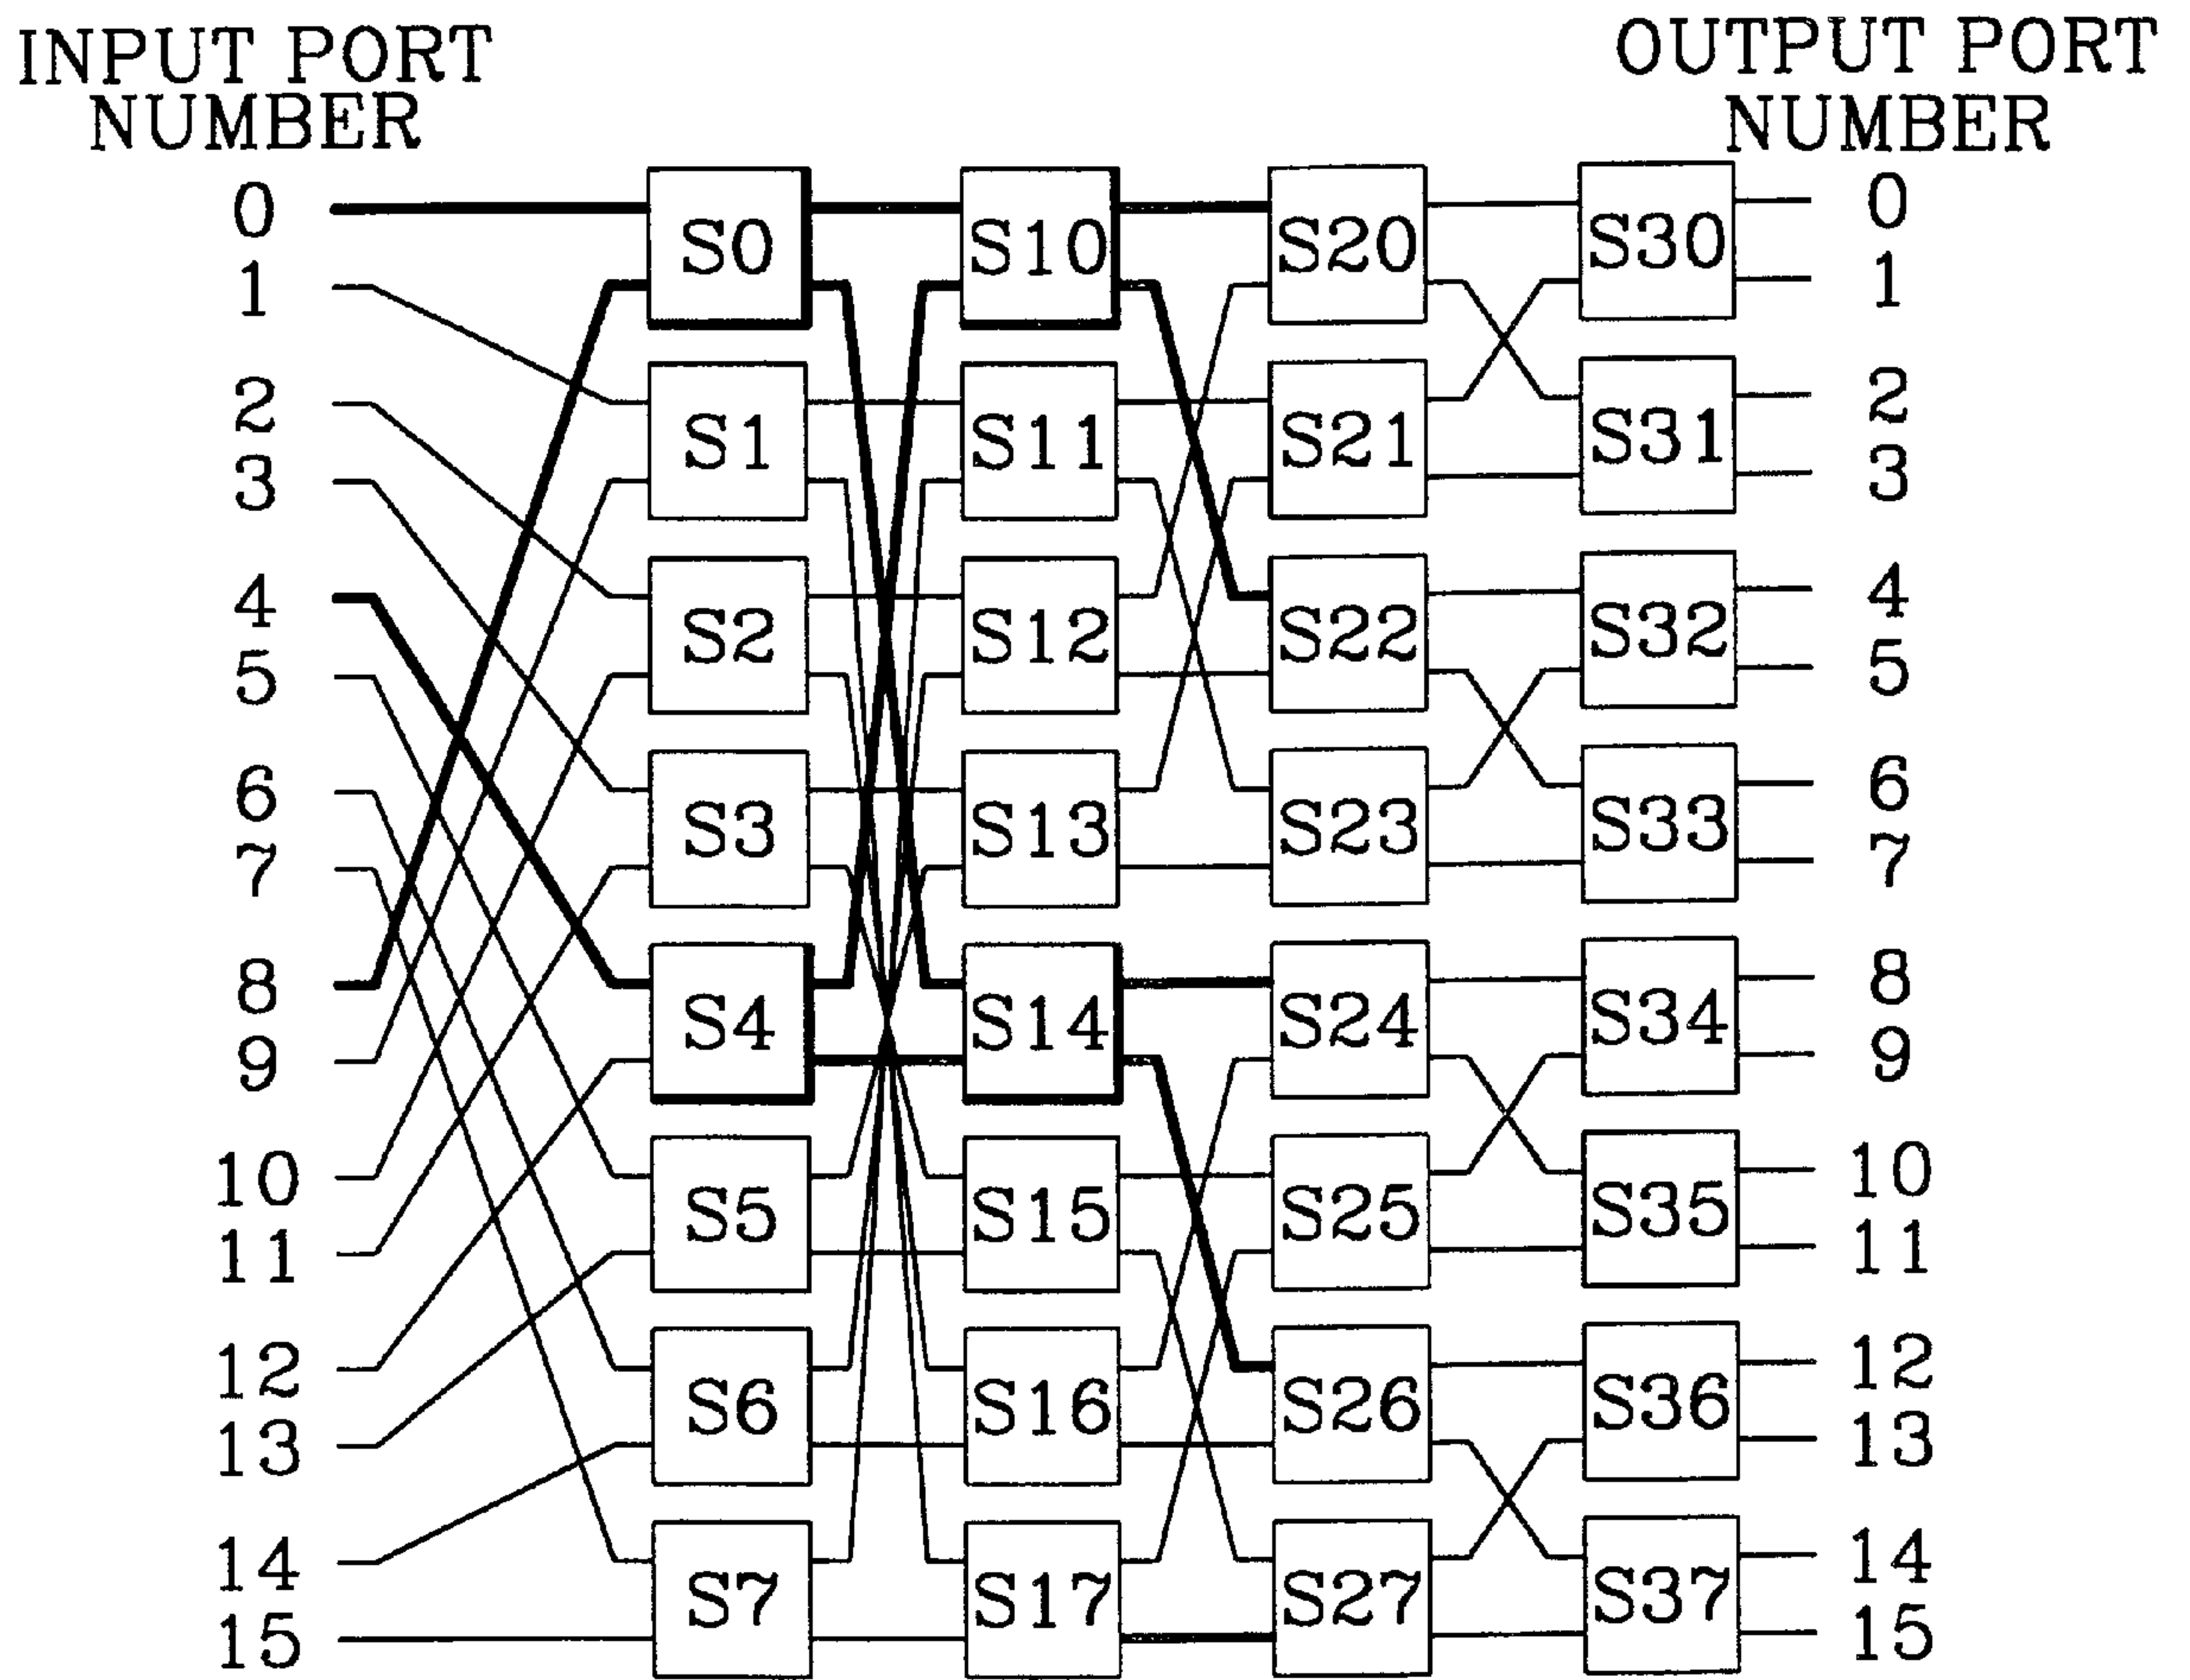 INPUT PORT
NUMBER
OUTPUT PORT
NUMBER
0 S0 S10 S20 S30 0
1 1
2 S1 S11 S21 S31 2
3 3
4 S2 S12 S22 S32 4
5 5
6 S3 S13 S23 S33 6
7 7
8 S4 S14 S24 S34 8
9 9
10 S5 S15 S25 S35 10
11 11
12 S6 S16 S26 S36 12
13 13
14 S7 S17 S27 S37 14
15 15